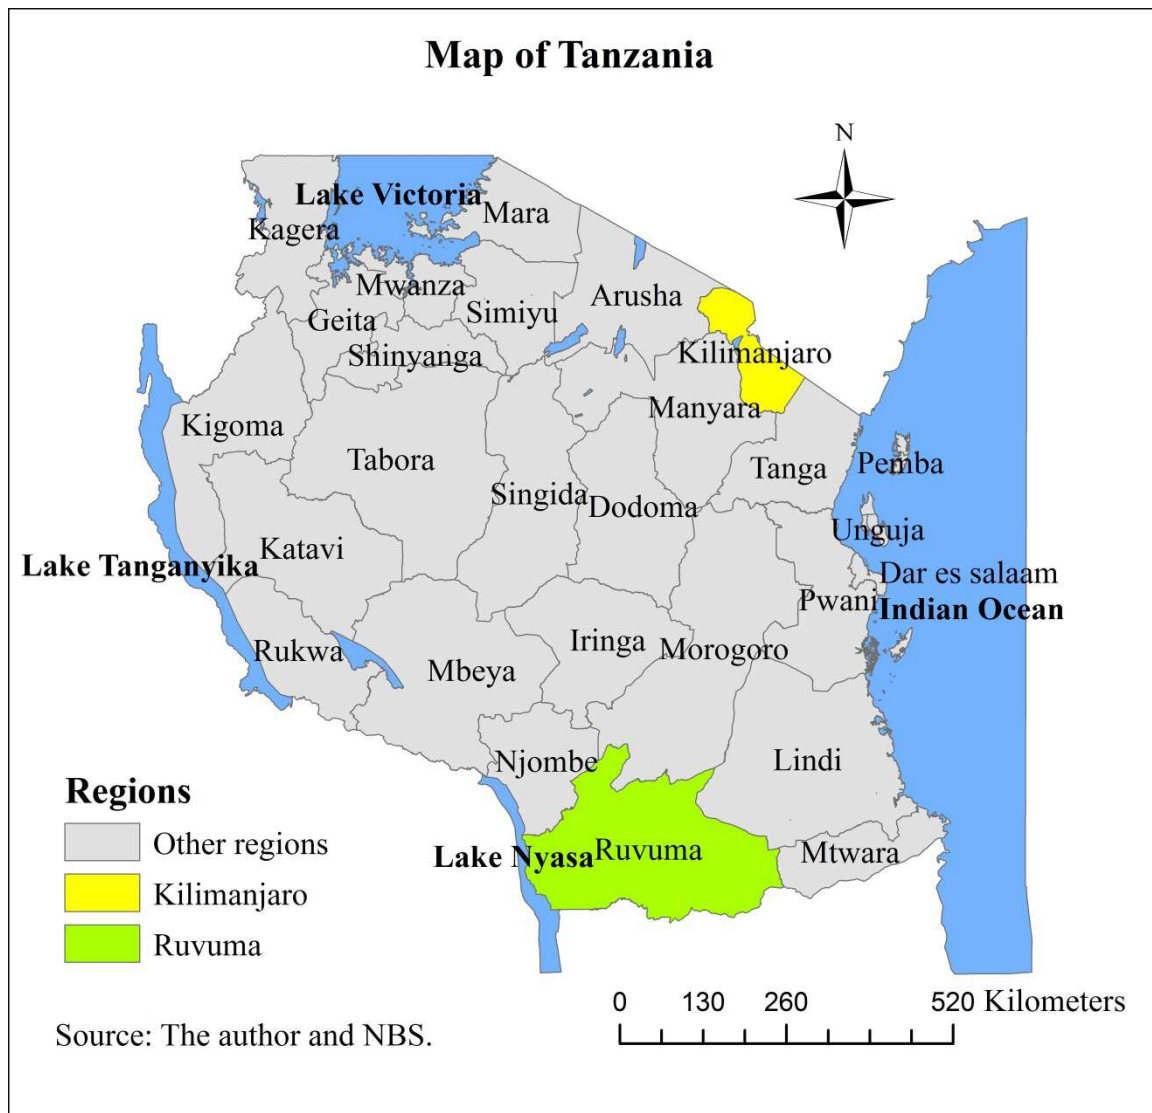 Map of Tanzania
N
Lake Victoria
Mara
Kagera
Mwanza
Arusha
Geita
Simiyu
Shinyanga
Kilimanjaro
Manyara
Kigoma
Tabora
Tanga
Pemba
Singida
Dodoma
Unguja
Katavi
Lake Tanganyika
Dar es salaam
Pwani
Indian Ocean
Rukwa
Iringa
Morogoro
Mbeya
Njombe
Lindi
Lake Nyasa
Ruvuma
Mtwara
Regions
Other regions
Kilimanjaro
Ruvuma
0 130 260 520 Kilometers
Source: The author and NBS.